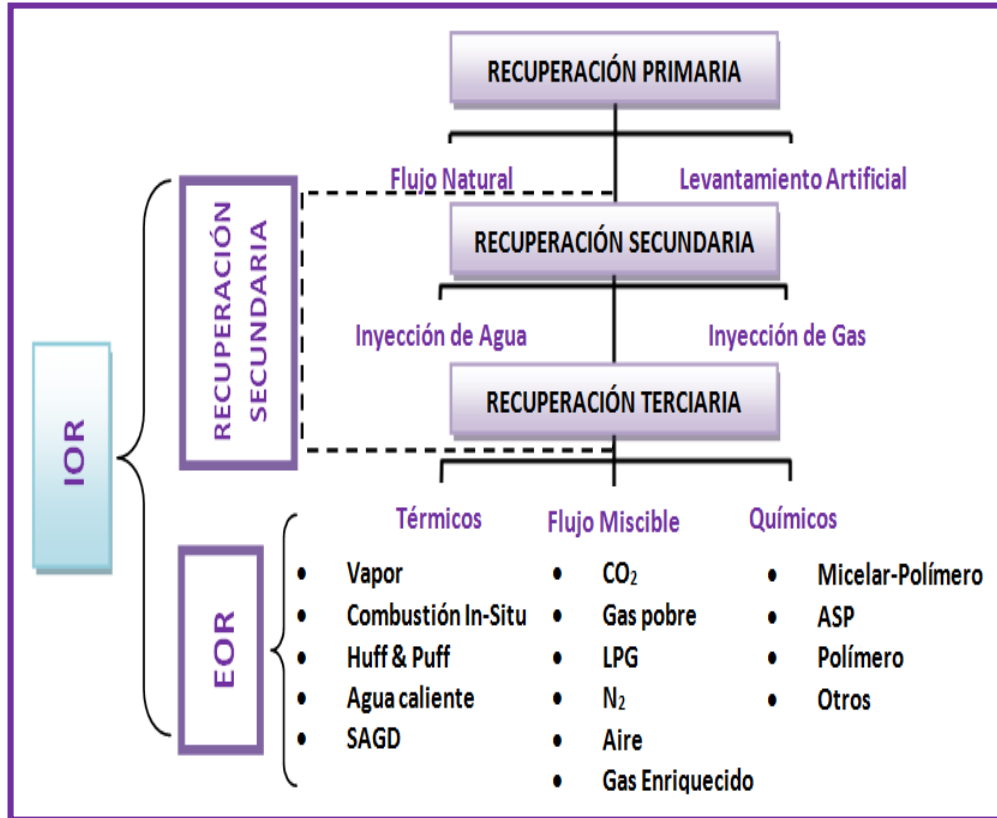 RECUPERACIÓN PRIMARIA
Flujo Natural
Levantamiento Artificial
RECUPERACIÓN SECUNDARIA
Inyección de Agua
Inyección de Gas
RECUPERACIÓN TERCIARIA
IOR
RECUPERACIÓN
SECUNDARIA
EOR
Térmicos
• Vapor
• Combustión In-Situ
• Huff & Puff
• Agua caliente
• SAGD
Flujo Miscible
• CO₂
• Gas pobre
• LPG
• N₂
• Aire
• Gas Enriquecido
Químicos
• Micelar-Polímero
• ASP
• Polímero
• Otros